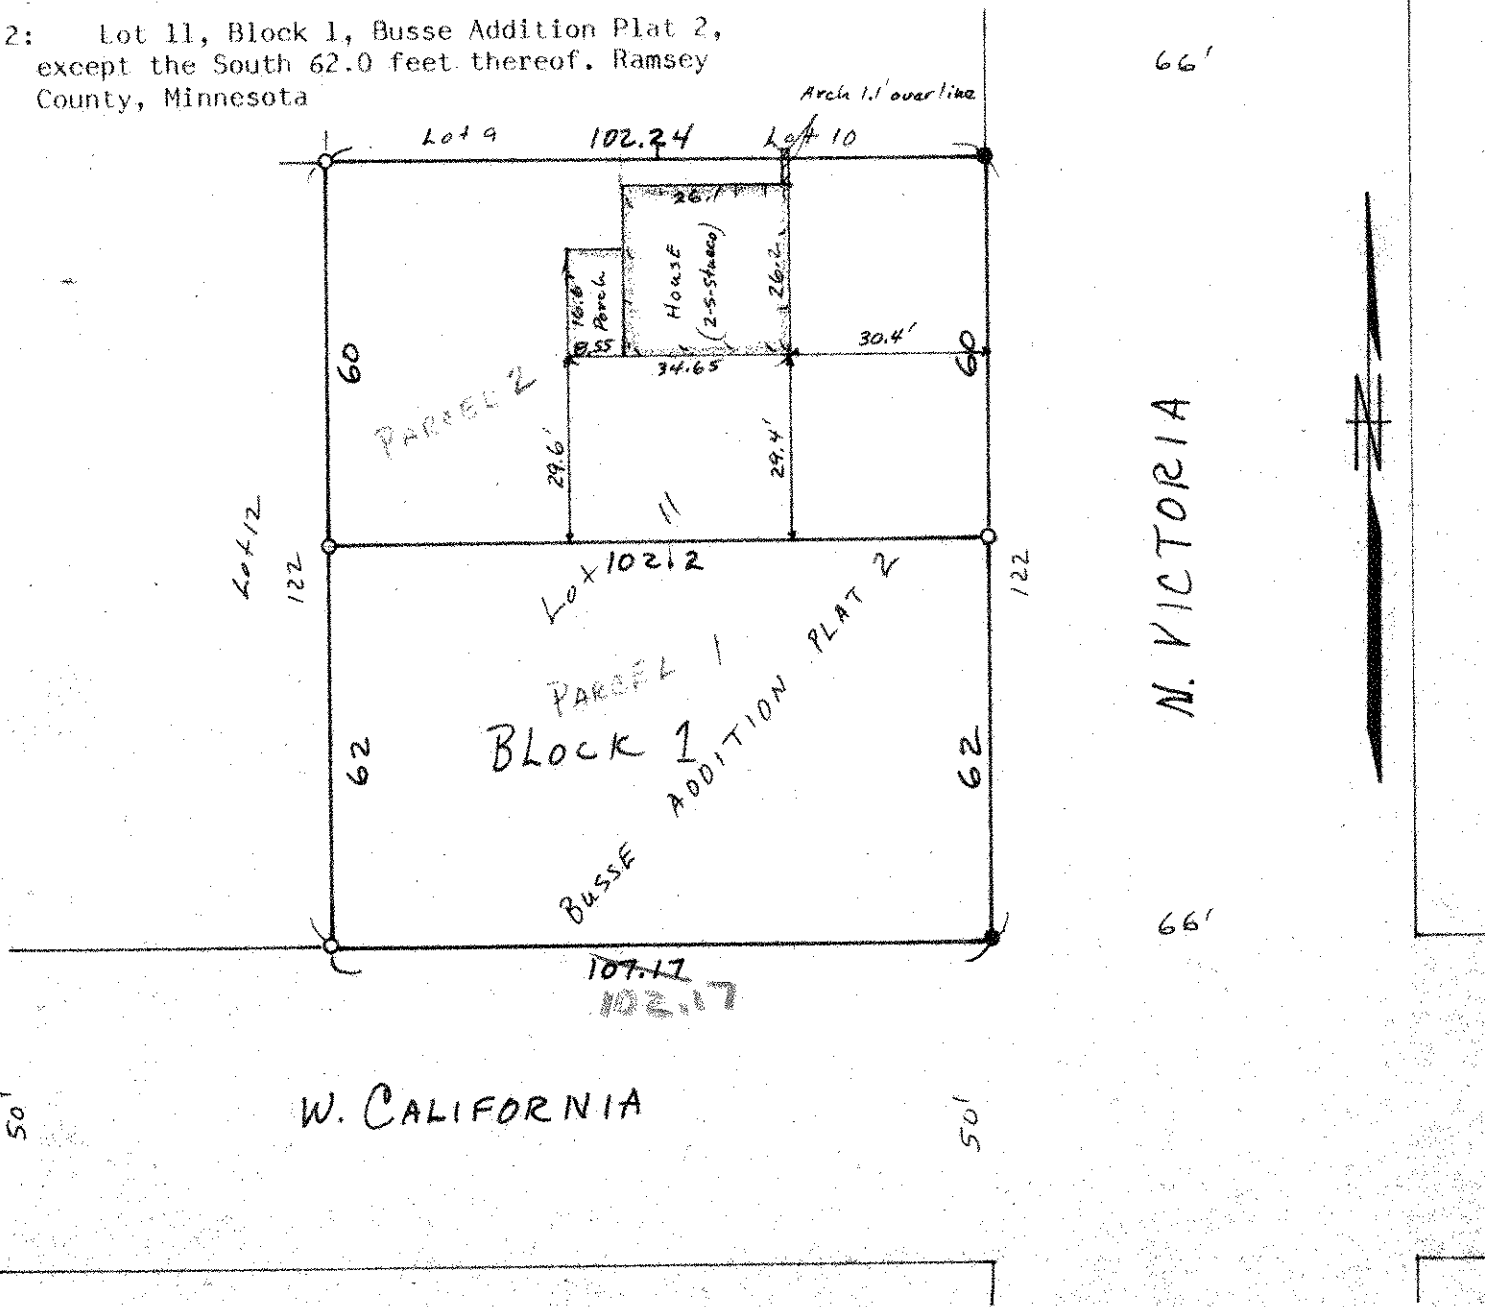 2: Lot 11, Block 1, Busse Addition Plat 2,
except the South 62.0 feet thereof. Ramsey
County, Minnesota
66'
Arch 1.1' over line
Lot 9
102.24
Lot 10
26.1
House
(2-S-Stucco)
26.2
16.6'
Porch
8.55
34.65
30.4'
60
60
PARCEL 2
29.6'
29.4'
N. VICTORIA
N
Lot 12
122
Lot 11
102.2
122
PARCEL 1
BLOCK 1
BUSSE ADDITION PLAT 2
62
62
66'
107.17
102.17
W. CALIFORNIA
50'
50'